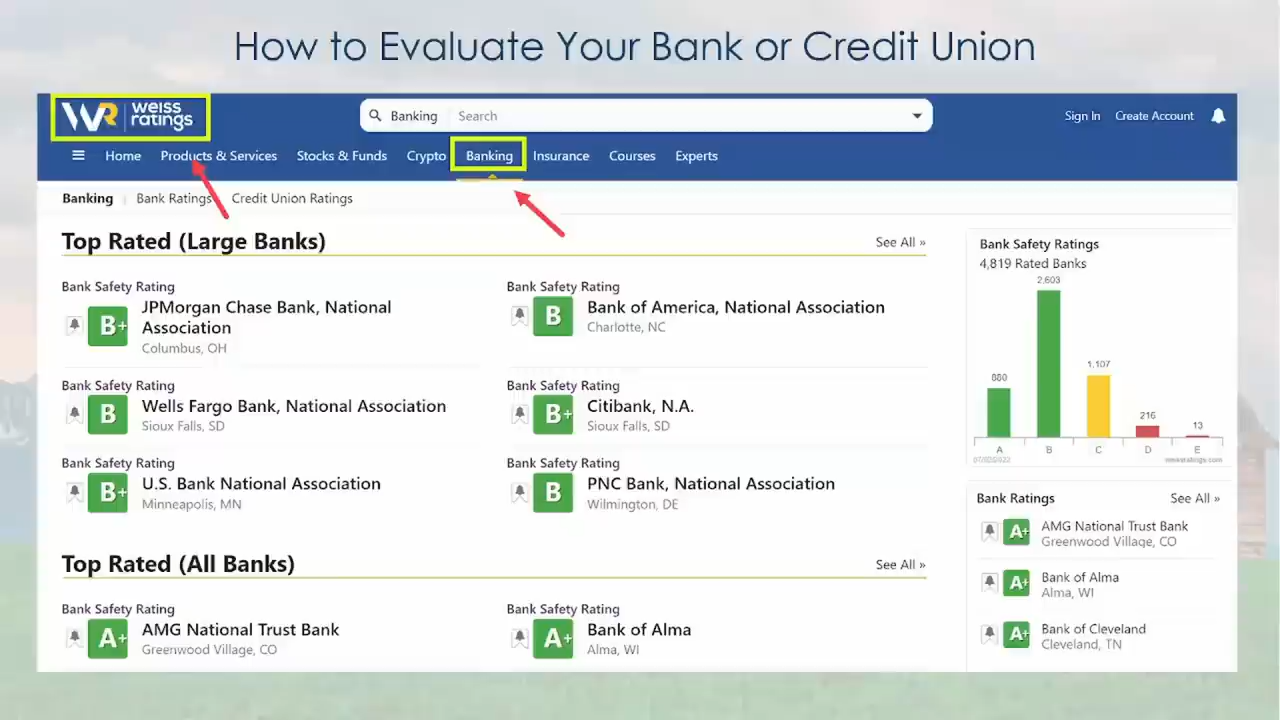 How to Evaluate Your Bank or Credit Union
WR weiss ratings
Banking Search
Sign In Create Account
Home Products & Services Stocks & Funds Crypto Banking Insurance Courses Experts
Banking Bank Ratings Credit Union Ratings
Top Rated (Large Banks) See All »
Bank Safety Rating
B+ JPMorgan Chase Bank, National
Association
Columbus, OH
Bank Safety Rating
B Bank of America, National Association
Charlotte, NC
Bank Safety Rating
B Wells Fargo Bank, National Association
Sioux Falls, SD
Bank Safety Rating
B+ Citibank, N.A.
Sioux Falls, SD
Bank Safety Rating
B+ U.S. Bank National Association
Minneapolis, MN
Bank Safety Rating
B PNC Bank, National Association
Wilmington, DE
Top Rated (All Banks) See All »
Bank Safety Rating
A+ AMG National Trust Bank
Greenwood Village, CO
Bank Safety Rating
A+ Bank of Alma
Alma, WI
Bank Safety Ratings
4,819 Rated Banks
880 2,603 1,107 216 13
A B C D E
weissratings.com
Bank Ratings See All »
A+ AMG National Trust Bank
Greenwood Village, CO
A+ Bank of Alma
Alma, WI
A+ Bank of Cleveland
Cleveland, TN